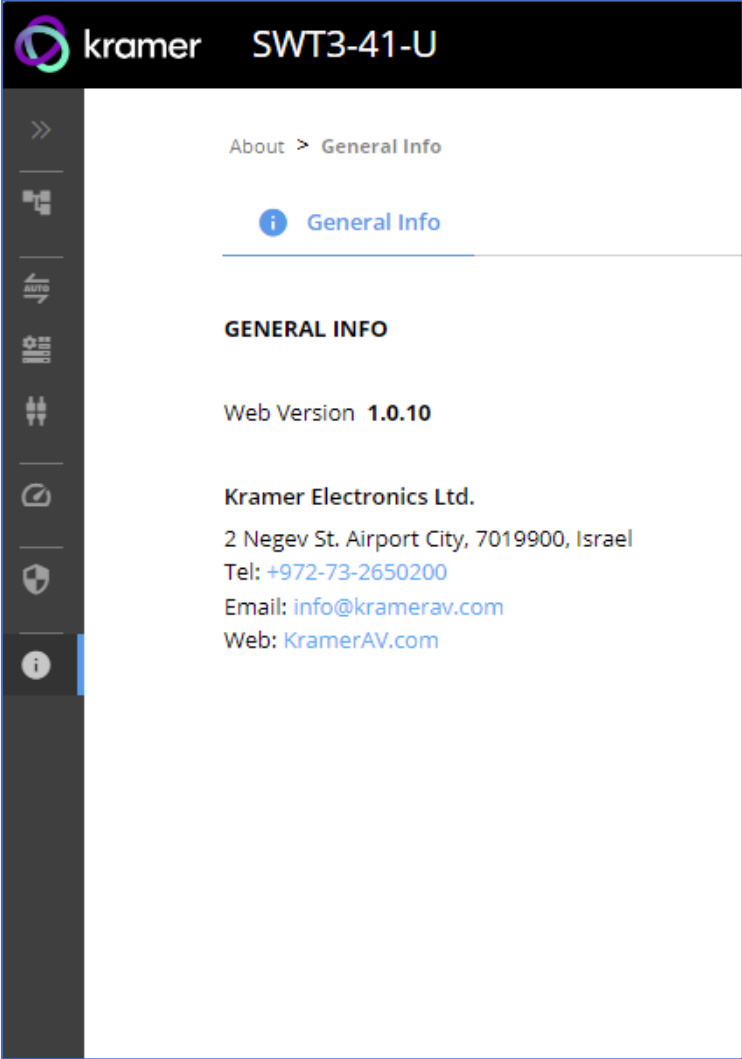 kramer SWT3-41-U
About > General Info
General Info
AUTO
GENERAL INFO
Web Version 1.0.10
Kramer Electronics Ltd.
2 Negev St. Airport City, 7019900, Israel
Tel: +972-73-2650200
Email: info@kramerav.com
Web: KramerAV.com